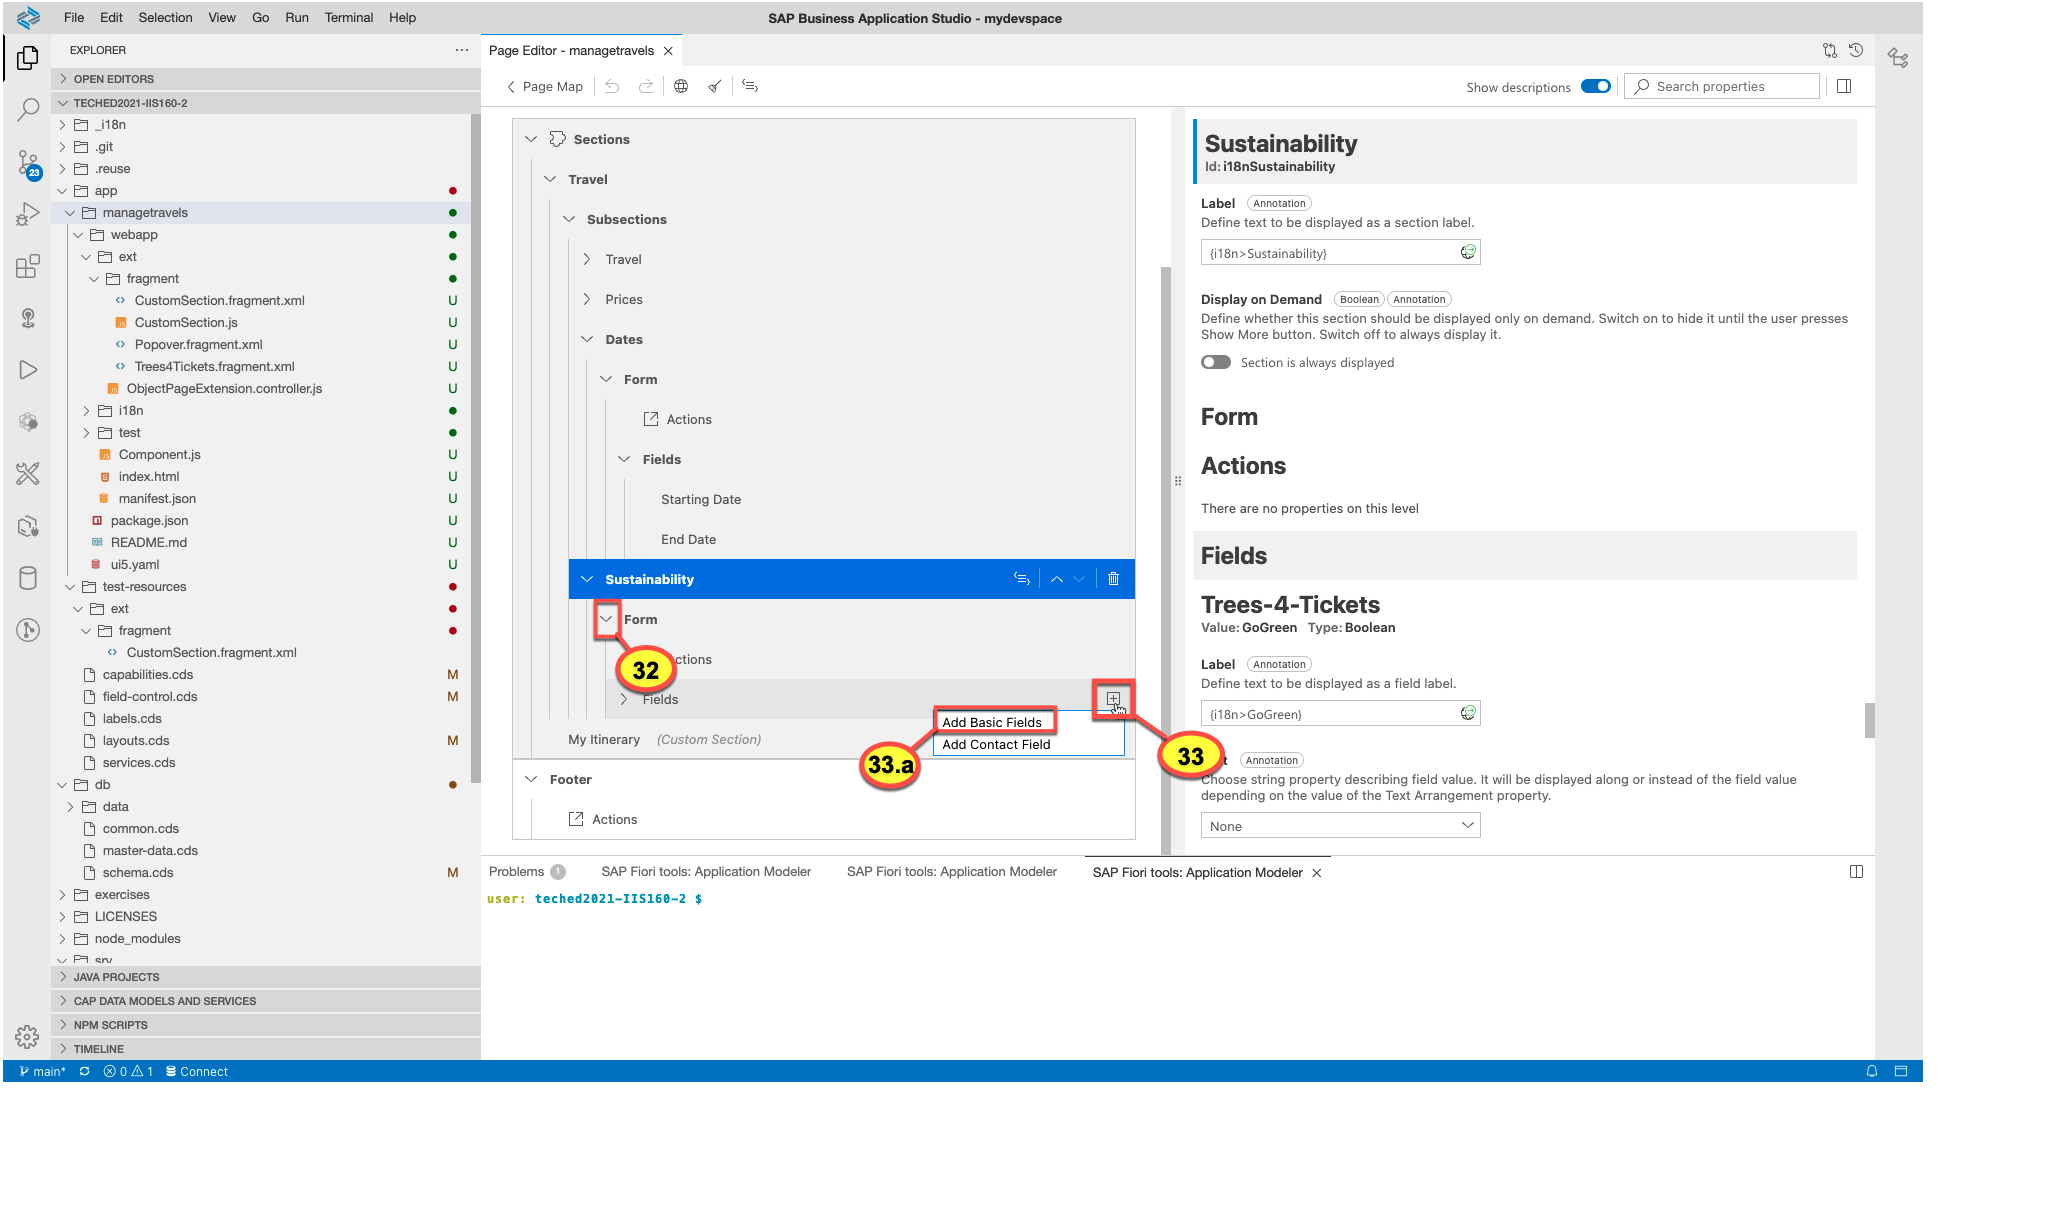 File Edit Selection View Go Run Terminal Help
SAP Business Application Studio - mydevspace
EXPLORER
OPEN EDITORS
TECHED2021-IIS160-2
_i18n
.git
.reuse
app
managetravels
webapp
ext
fragment
CustomSection.fragment.xml U
CustomSection.js U
Popover.fragment.xml U
Trees4Tickets.fragment.xml U
ObjectPageExtension.controller.js U
i18n
test
Component.js U
index.html U
manifest.json U
package.json U
README.md U
ui5.yaml U
test-resources
ext
fragment
CustomSection.fragment.xml
capabilities.cds M
field-control.cds M
labels.cds
layouts.cds M
services.cds
db
data
common.cds
master-data.cds
schema.cds M
exercises
LICENSES
node_modules
srv
JAVA PROJECTS
CAP DATA MODELS AND SERVICES
NPM SCRIPTS
TIMELINE
23
Page Editor - managetravels
Page Map
Show descriptions
Search properties
Sections
Travel
Subsections
Travel
Prices
Dates
Form
Actions
Fields
Starting Date
End Date
Sustainability
Form
32
ctions
Fields
33
Add Basic Fields
Add Contact Field
33.a
My Itinerary (Custom Section)
Footer
Actions
Sustainability
Id: i18nSustainability
Label Annotation
Define text to be displayed as a section label.
{i18n>Sustainability}
Display on Demand Boolean Annotation
Define whether this section should be displayed only on demand. Switch on to hide it until the user presses
Show More button. Switch off to always display it.
Section is always displayed
Form
Actions
There are no properties on this level
Fields
Trees-4-Tickets
Value: GoGreen Type: Boolean
Label Annotation
Define text to be displayed as a field label.
{i18n>GoGreen}
t Annotation
Choose string property describing field value. It will be displayed along or instead of the field value
depending on the value of the Text Arrangement property.
None
Problems 1 SAP Fiori tools: Application Modeler SAP Fiori tools: Application Modeler SAP Fiori tools: Application Modeler
user: teched2021-IIS160-2 $
main* 0 1 Connect